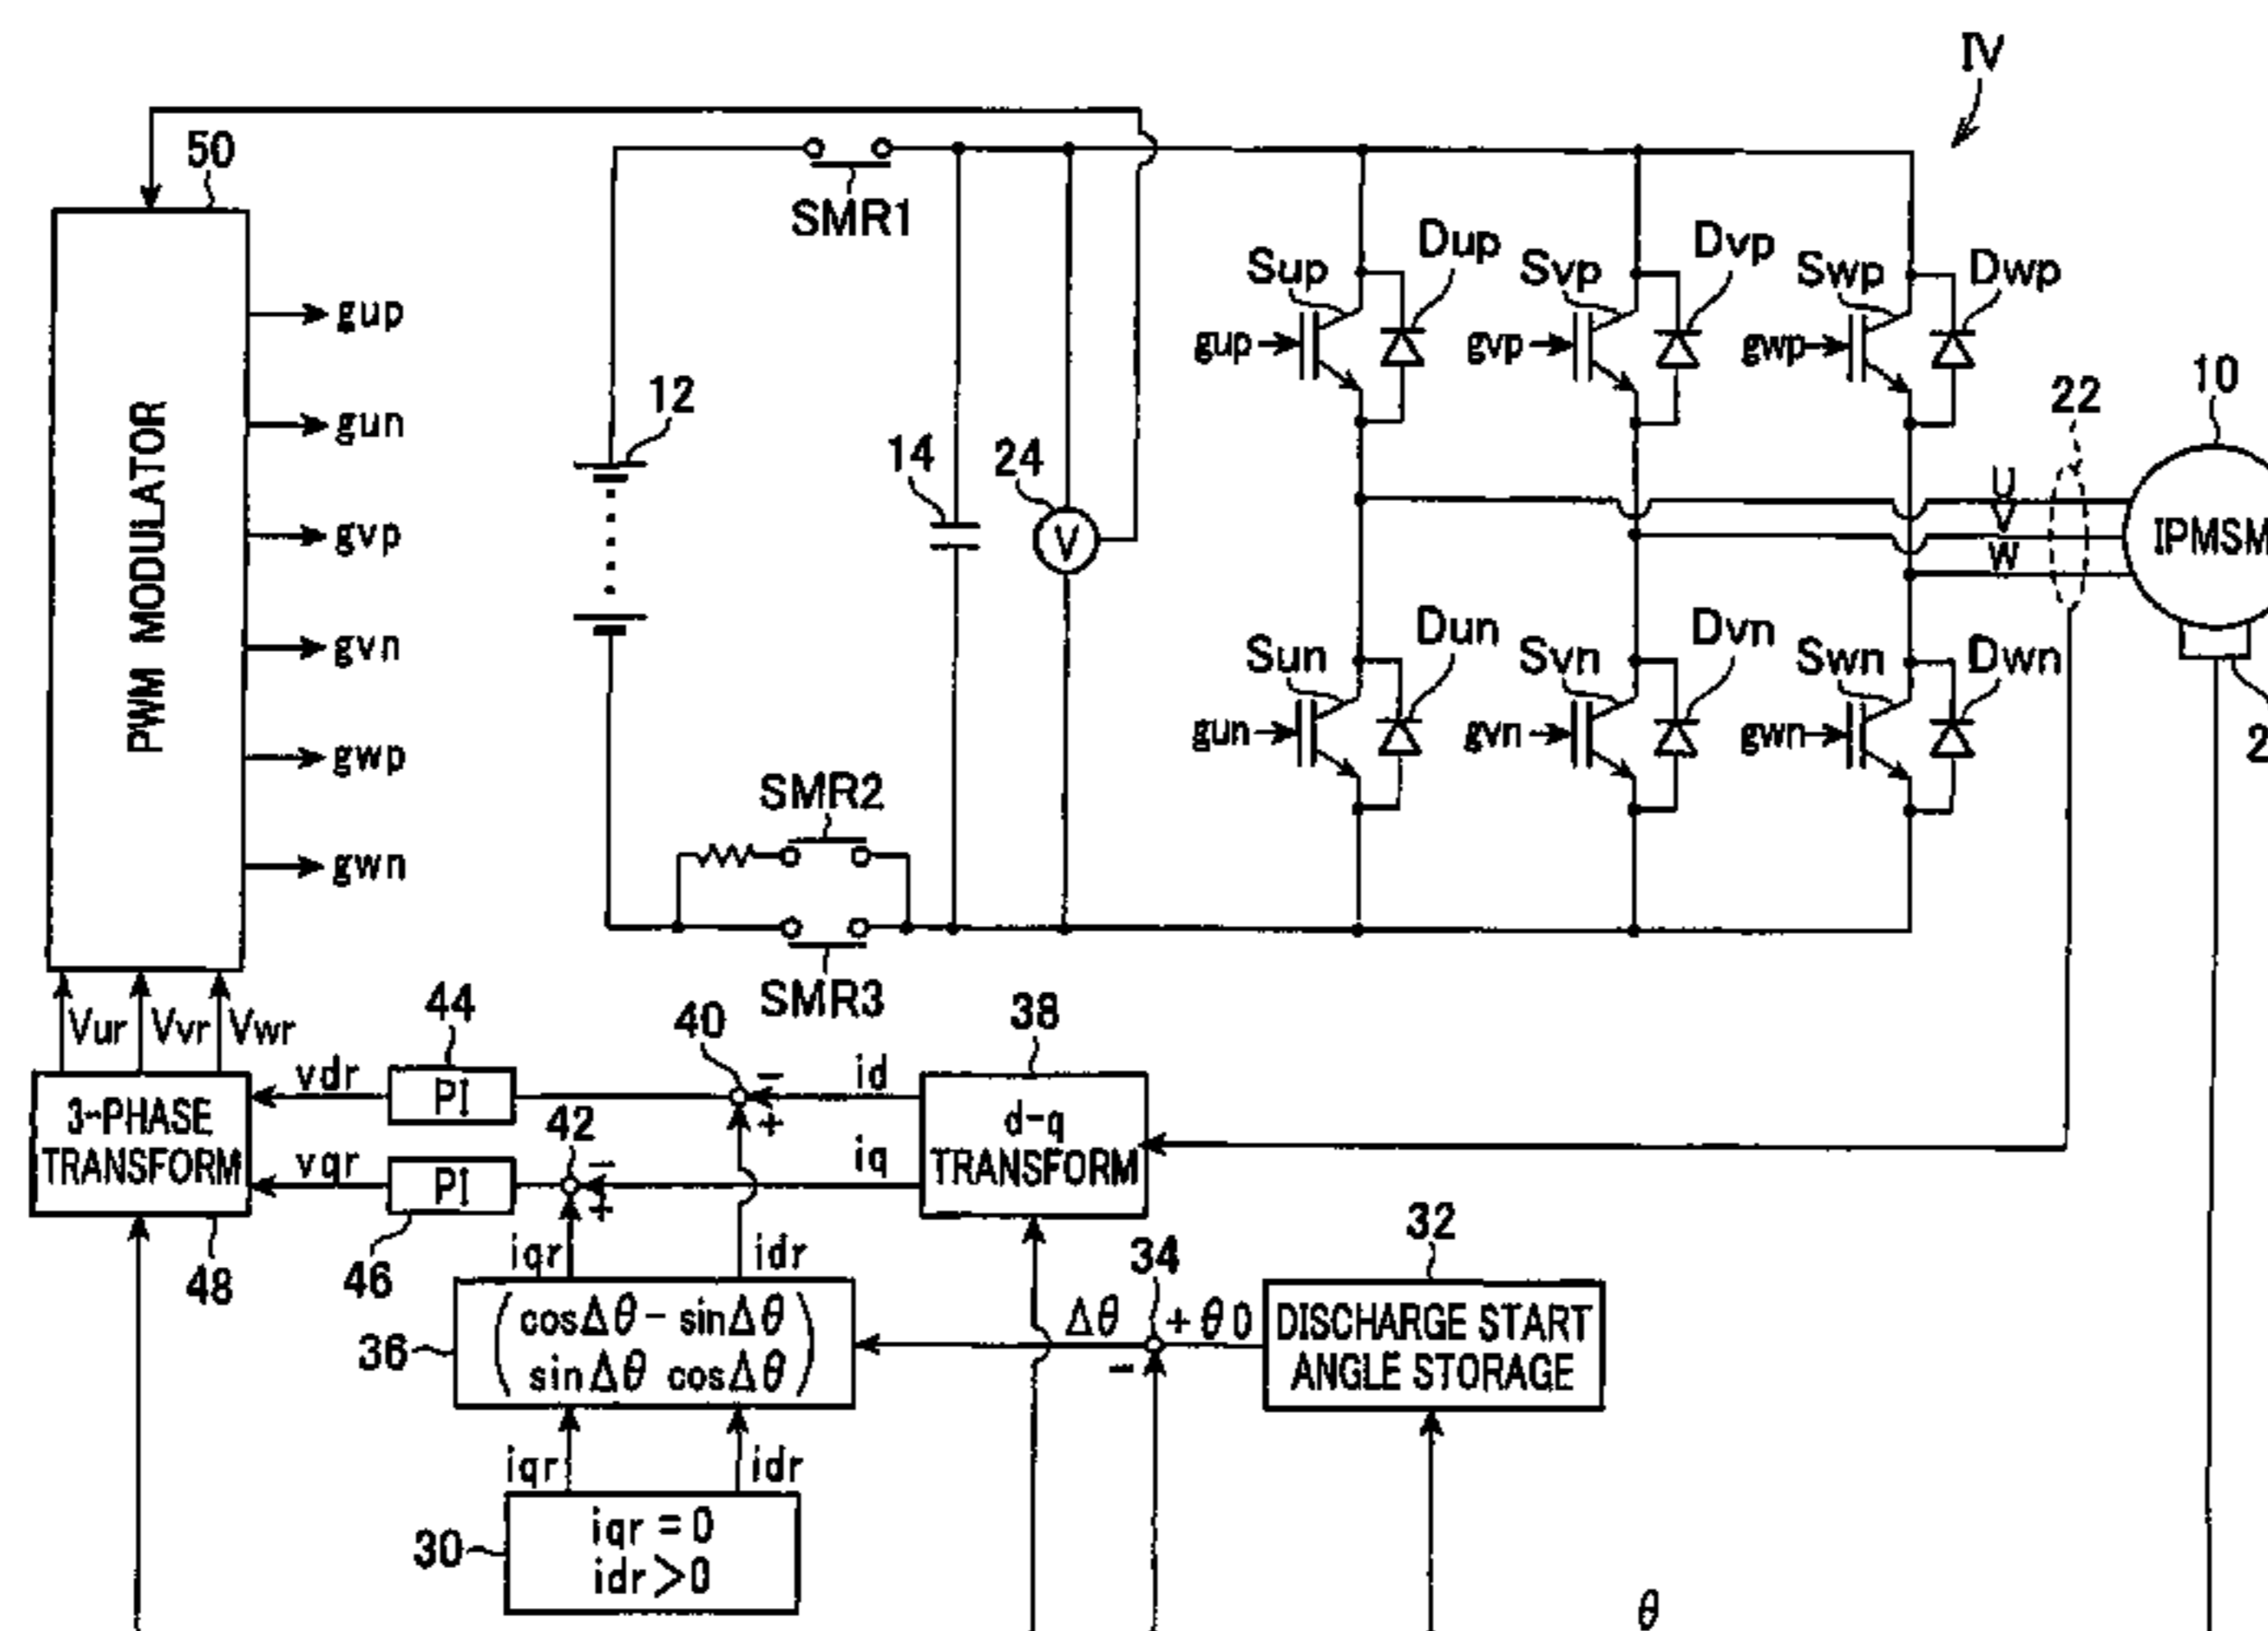 IV
50
SMR1
Dup
Dvp
Dwp
Sup
Svp
Swp
gup
gup
gvp
gwp
10
22
12
gun
14
24
PWM MODULATOR
U
V
IPMSM
V
W
gvp
gvn
Dun
Dvn
Dwn
Sun
Svn
Swn
gun
gvn
gwn
gwp
SMR2
gwn
SMR3
Vur Vvr Vwr
44
40
38
vdr
PI
-
id
+
3-PHASE
TRANSFORM
d-q
TRANSFORM
42
vqr
PI
-
iq
+
46
48
iqr
idr
34
32
36
cosΔθ - sinΔθ
sinΔθ cosΔθ
Δθ
+ θ0
-
DISCHARGE START
ANGLE STORAGE
iqr
idr
30
iqr = 0
idr > 0
θ